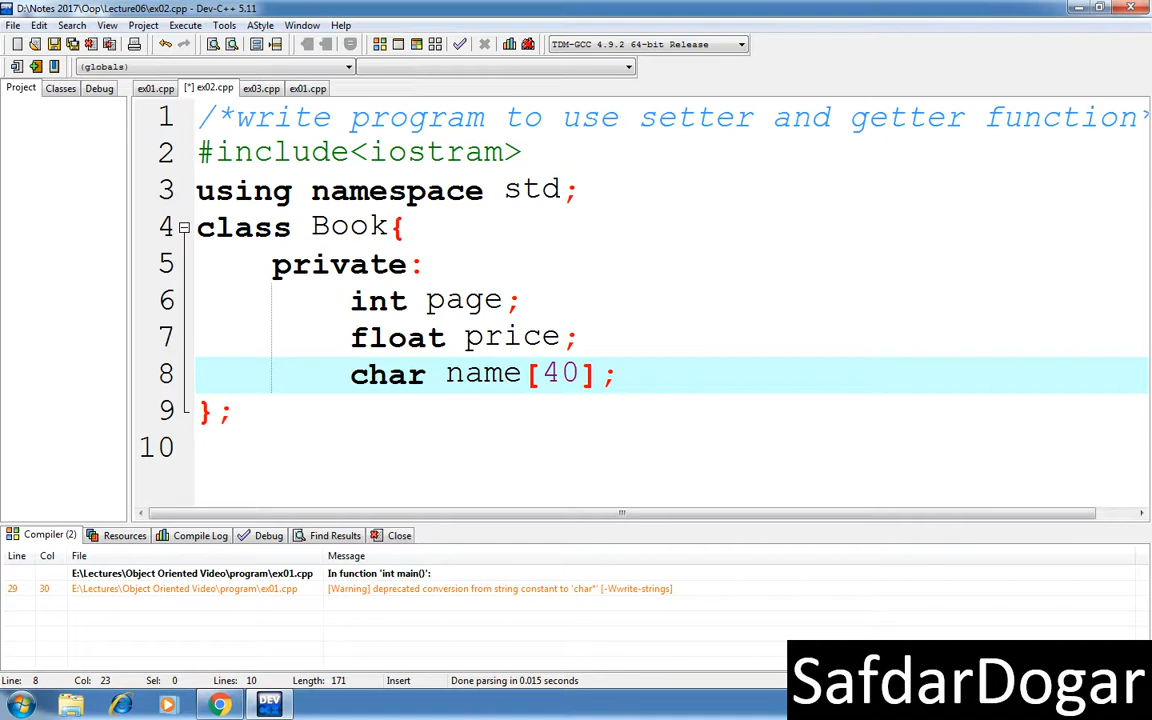 D:\Notes 2017\Oop\Lecture06\ex02.cpp - Dev-C++ 5.11
File Edit Search View Project Execute Tools AStyle Window Help
TDM-GCC 4.9.2 64-bit Release
(globals)
Project Classes Debug ex01.cpp [*] ex02.cpp ex03.cpp ex01.cpp
1 /*write program to use setter and getter function*
2 #include<iostram>
3 using namespace std;
4 class Book{
5 private:
6 int page;
7 float price;
8 char name[40];
9 };
10
Compiler (2) Resources Compile Log Debug Find Results Close
Line Col File Message
E:\Lectures\Object Oriented Video\program\ex01.cpp In function 'int main()':
29 30 E:\Lectures\Object Oriented Video\program\ex01.cpp [Warning] deprecated conversion from string constant to 'char*' [-Wwrite-strings]
Line: 8 Col: 23 Sel: 0 Lines: 10 Length: 171 Insert Done parsing in 0.015 seconds
DEV
SafdarDogar